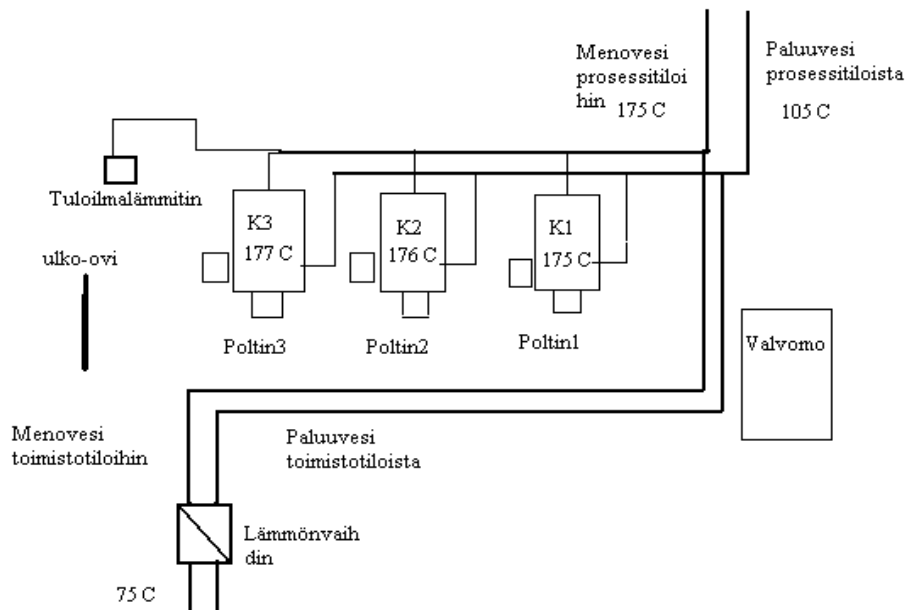 Menovesi
prosessitiloi
hin
175 C
Paluuvesi
prosessitiloista
105 C
Tuloilmalämmitin
K3
177 C
K2
176 C
K1
175 C
ulko-ovi
Poltin3
Poltin2
Poltin1
Valvomo
Menovesi
toimistotiloihin
Paluuvesi
toimistotiloista
Lämmönvaih
din
75 C